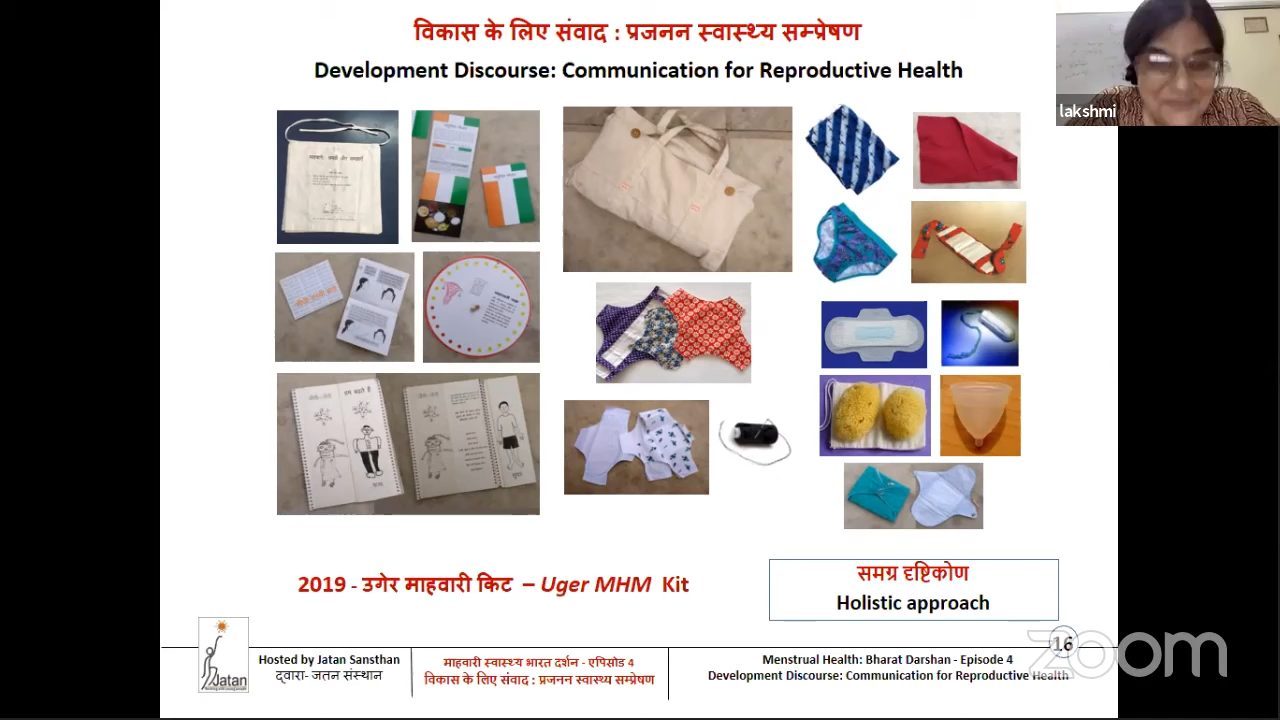 विकास के लिए संवाद : प्रजनन स्वास्थ्य सम्प्रेषण
Development Discourse: Communication for Reproductive Health
lakshmi
2019 - उगेर माहवारी किट – Uger MHM Kit
समग्र दृष्टिकोण
Holistic approach
16
zoom
Jatan
Hosted by Jatan Sansthan
द्वारा- जतन संस्थान
माहवारी स्वास्थ्य भारत दर्शन - एपिसोड 4
विकास के लिए संवाद : प्रजनन स्वास्थ्य सम्प्रेषण
Menstrual Health: Bharat Darshan - Episode 4
Development Discourse: Communication for Reproductive Health